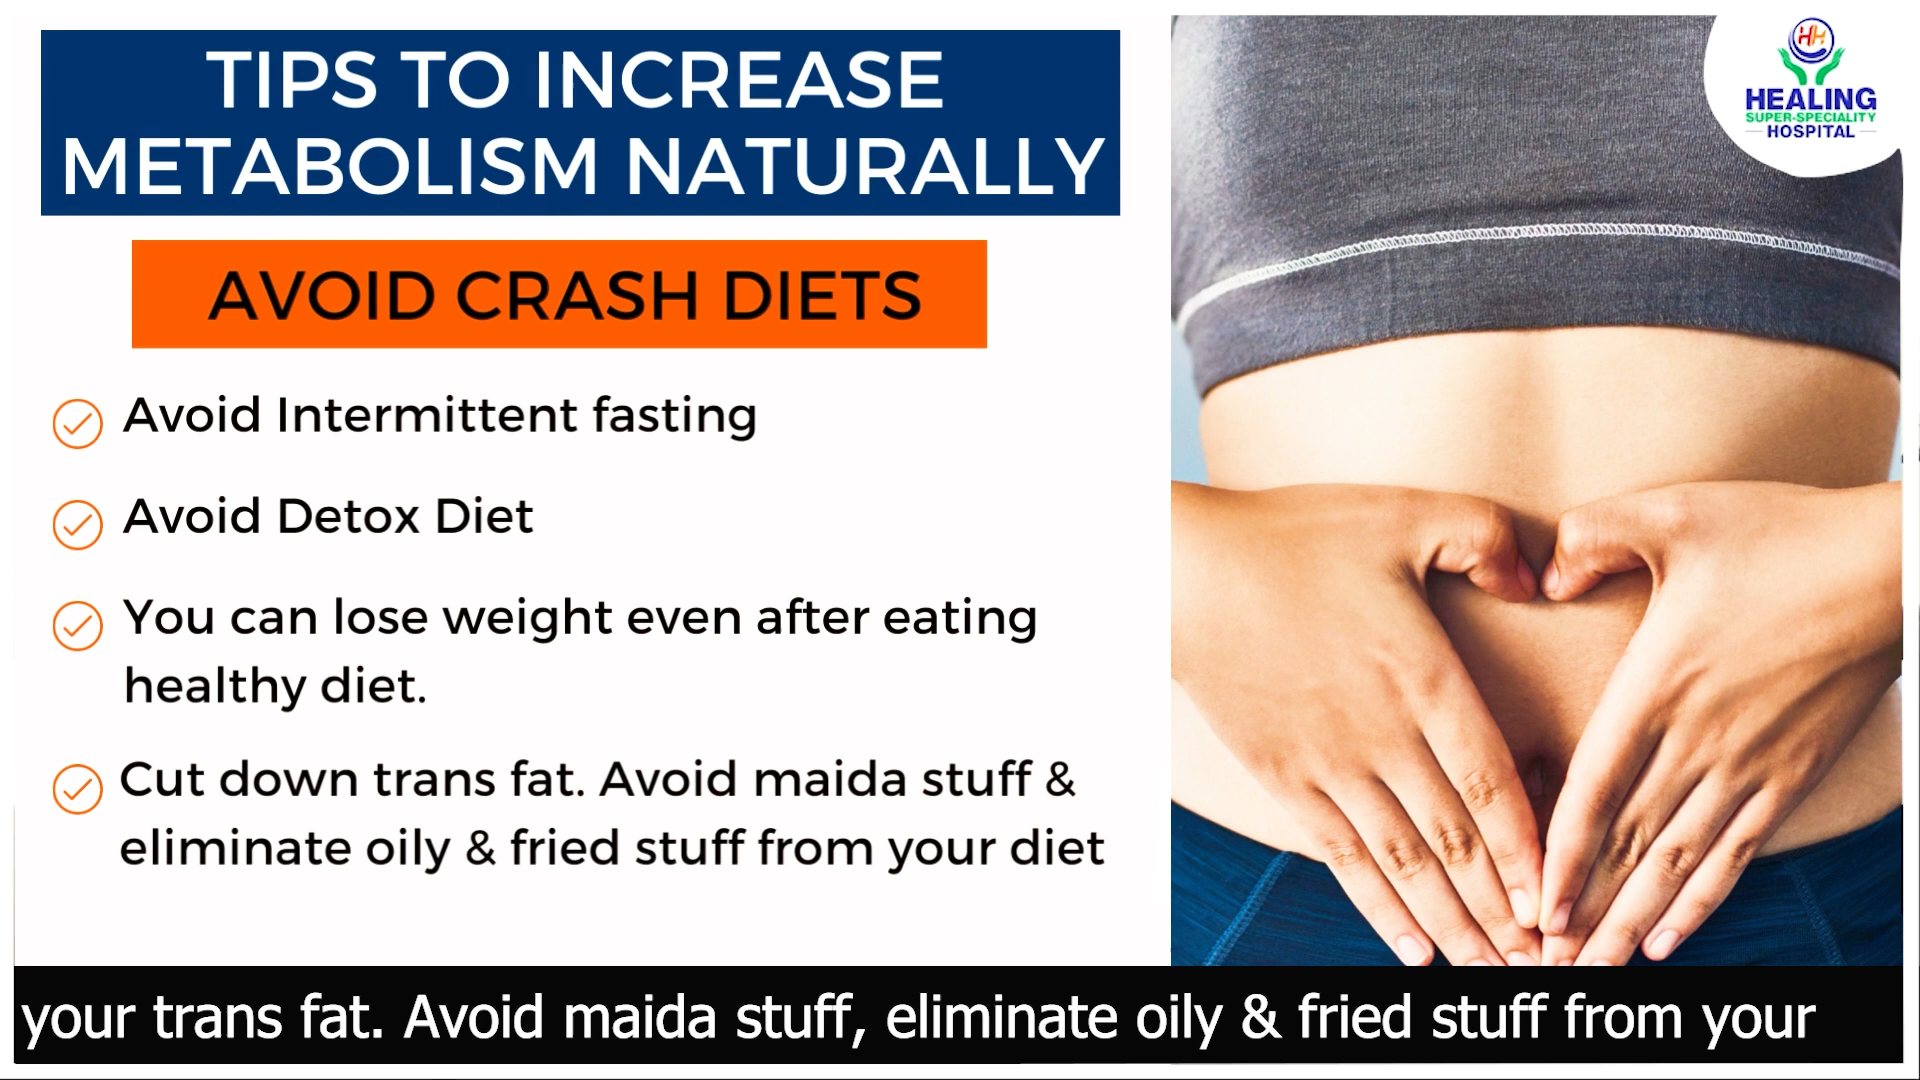 TIPS TO INCREASE
METABOLISM NATURALLY
HH
HEALING
SUPER-SPECIALITY
HOSPITAL
AVOID CRASH DIETS
Avoid Intermittent fasting
Avoid Detox Diet
You can lose weight even after eating
healthy diet.
Cut down trans fat. Avoid maida stuff &
eliminate oily & fried stuff from your diet
your trans fat. Avoid maida stuff, eliminate oily & fried stuff from your